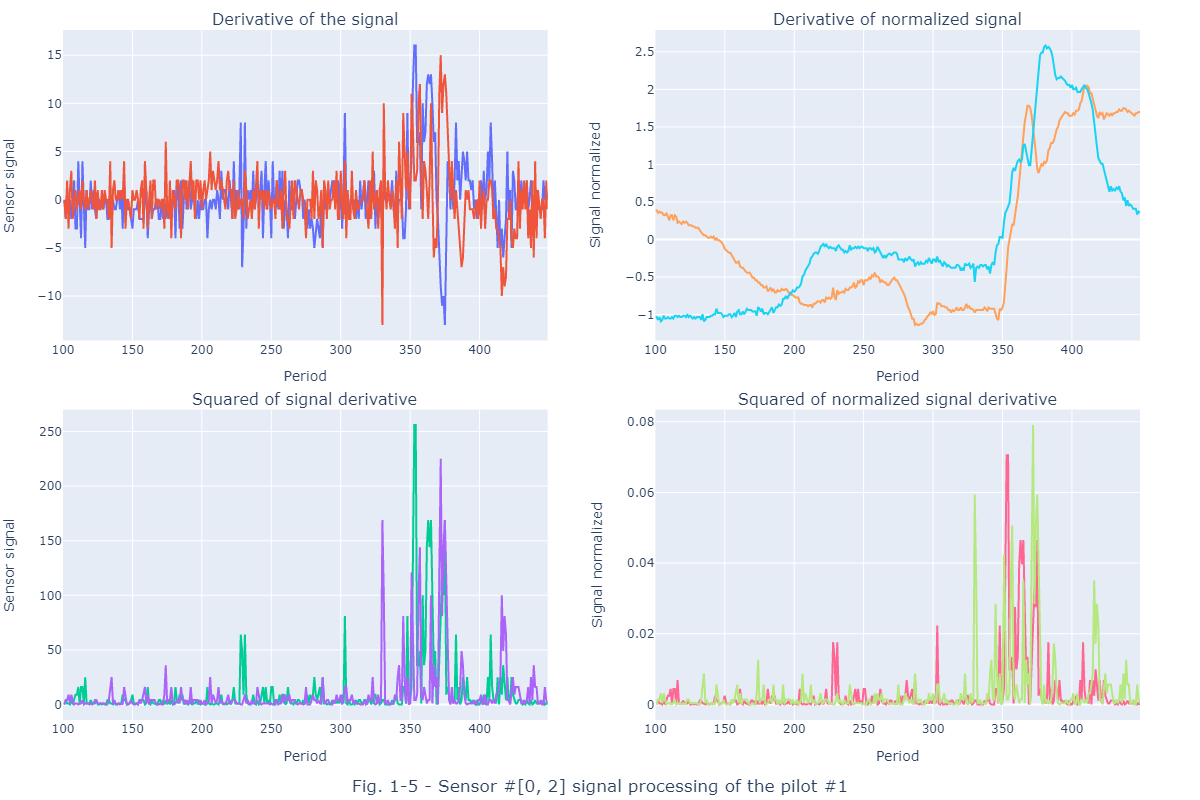 Derivative of the signal
Derivative of normalized signal
Sensor signal
15
10
5
0
−5
−10
100 150 200 250 300 350 400
Period
Signal normalized
2.5
2
1.5
1
0.5
0
−0.5
−1
100 150 200 250 300 350 400
Period
Squared of signal derivative
Squared of normalized signal derivative
Sensor signal
250
200
150
100
50
0
100 150 200 250 300 350 400
Period
Signal normalized
0.08
0.06
0.04
0.02
0
100 150 200 250 300 350 400
Period
Fig. 1-5 - Sensor #[0, 2] signal processing of the pilot #1